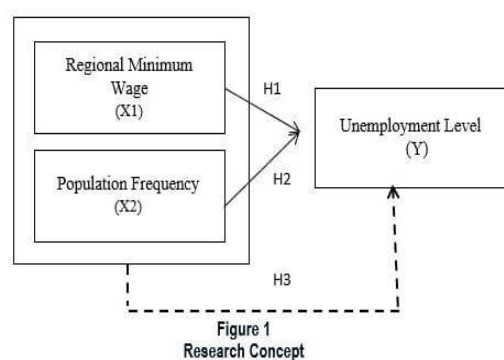 Regional Minimum
Wage
(X1)
H1
Unemployment Level
(Y)
Population Frequency
(X2)
H2
H3
Figure 1
Research Concept